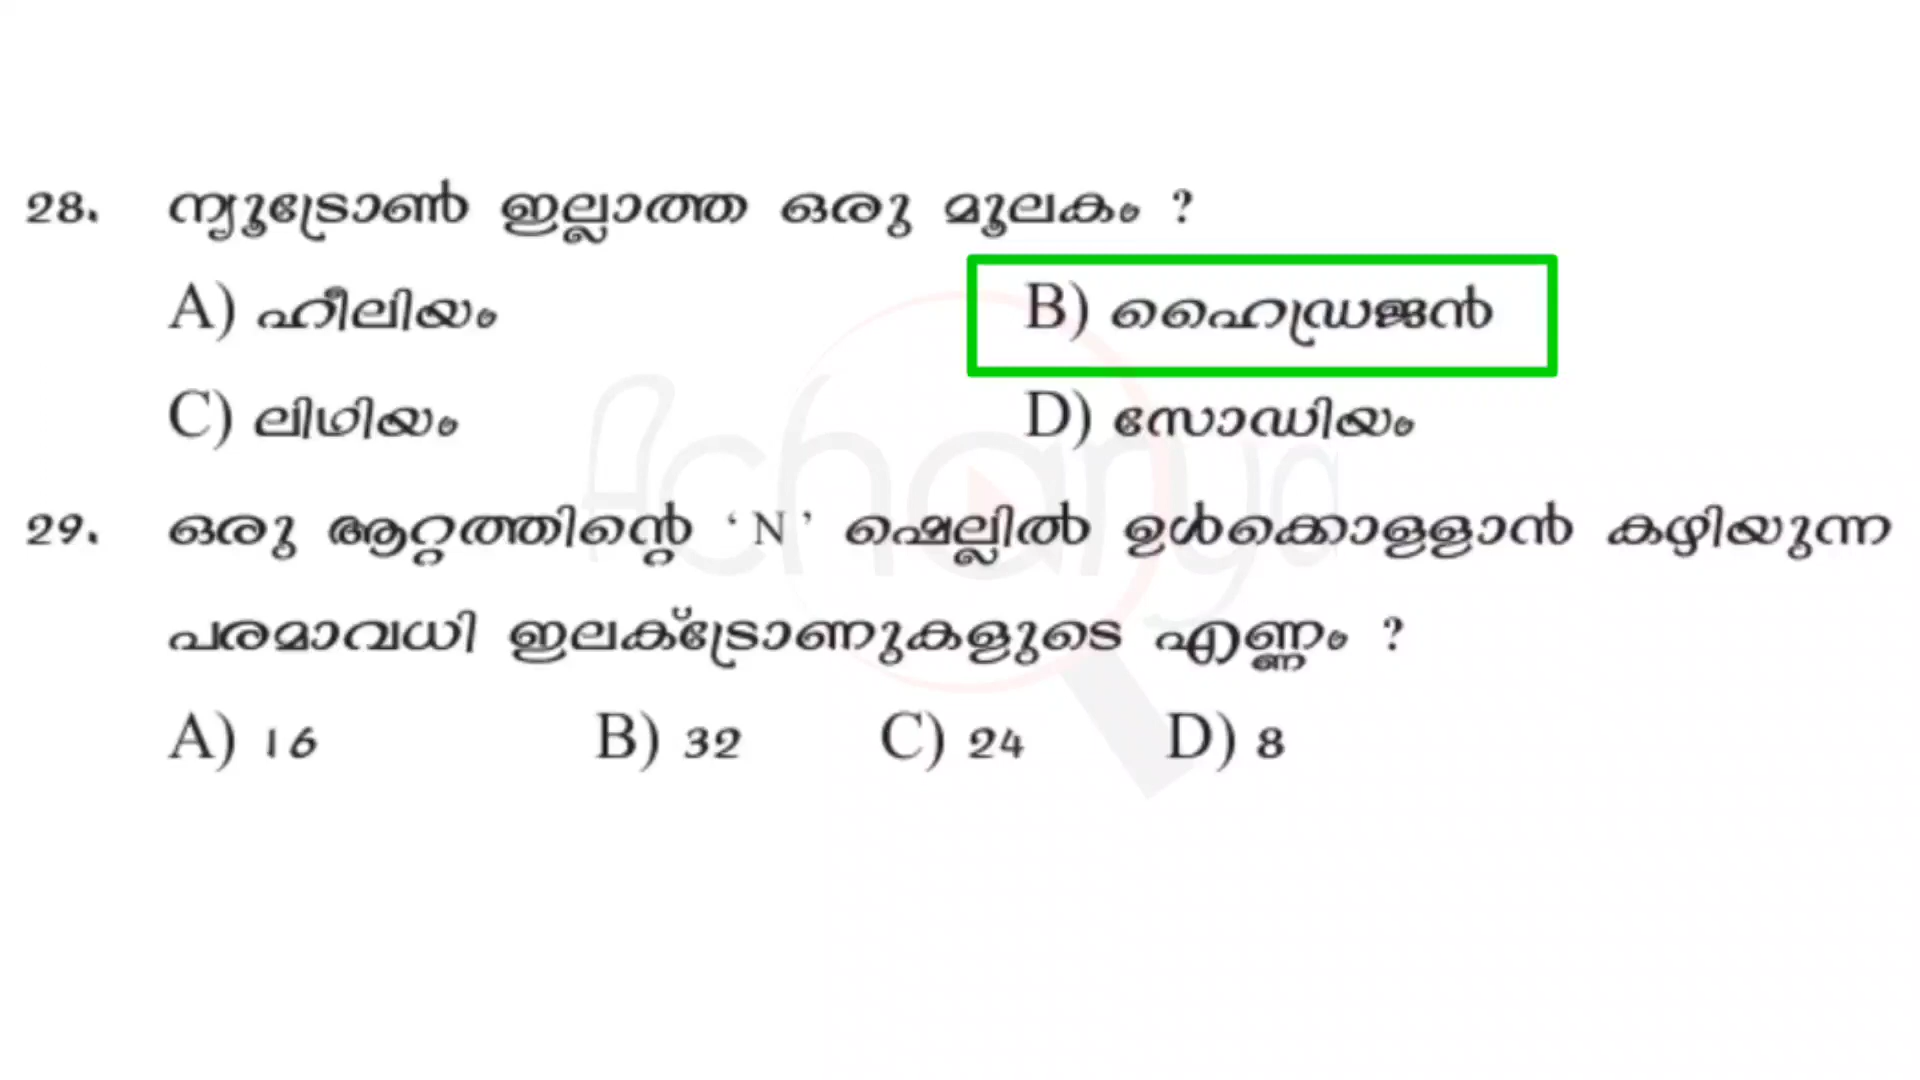 28. ന്യൂട്രോൺ ഇല്ലാത്ത ഒരു മൂലകം ?
A) ഹീലിയം B) ഹൈഡ്രജൻ
C) ലിഥിയം D) സോഡിയം
29. ഒരു ആറ്റത്തിന്റെ ‘N’ ഷെല്ലിൽ ഉൾക്കൊള്ളാൻ കഴിയുന്ന
പരമാവധി ഇലക്ട്രോണുകളുടെ എണ്ണം ?
A) 16 B) 32 C) 24 D) 8
Acharya